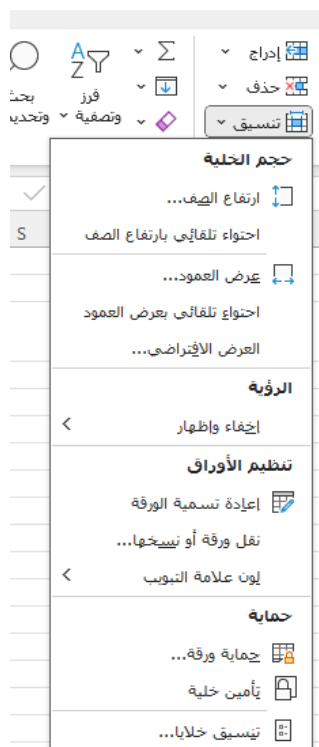 إدراج
حذف
تنسيق
فرز
وتصفية
بحث
وتحديد
S
حجم الخلية
ارتفاع الصف...
احتواء تلقائي بارتفاع الصف
عرض العمود...
احتواء تلقائي بعرض العمود
العرض الافتراضي...
الرؤية
إخفاء وإظهار
تنظيم الأوراق
إعادة تسمية الورقة
نقل ورقة أو نسخها...
لون علامة التبويب
حماية
حماية ورقة...
تأمين خلية
تنسيق خلايا...